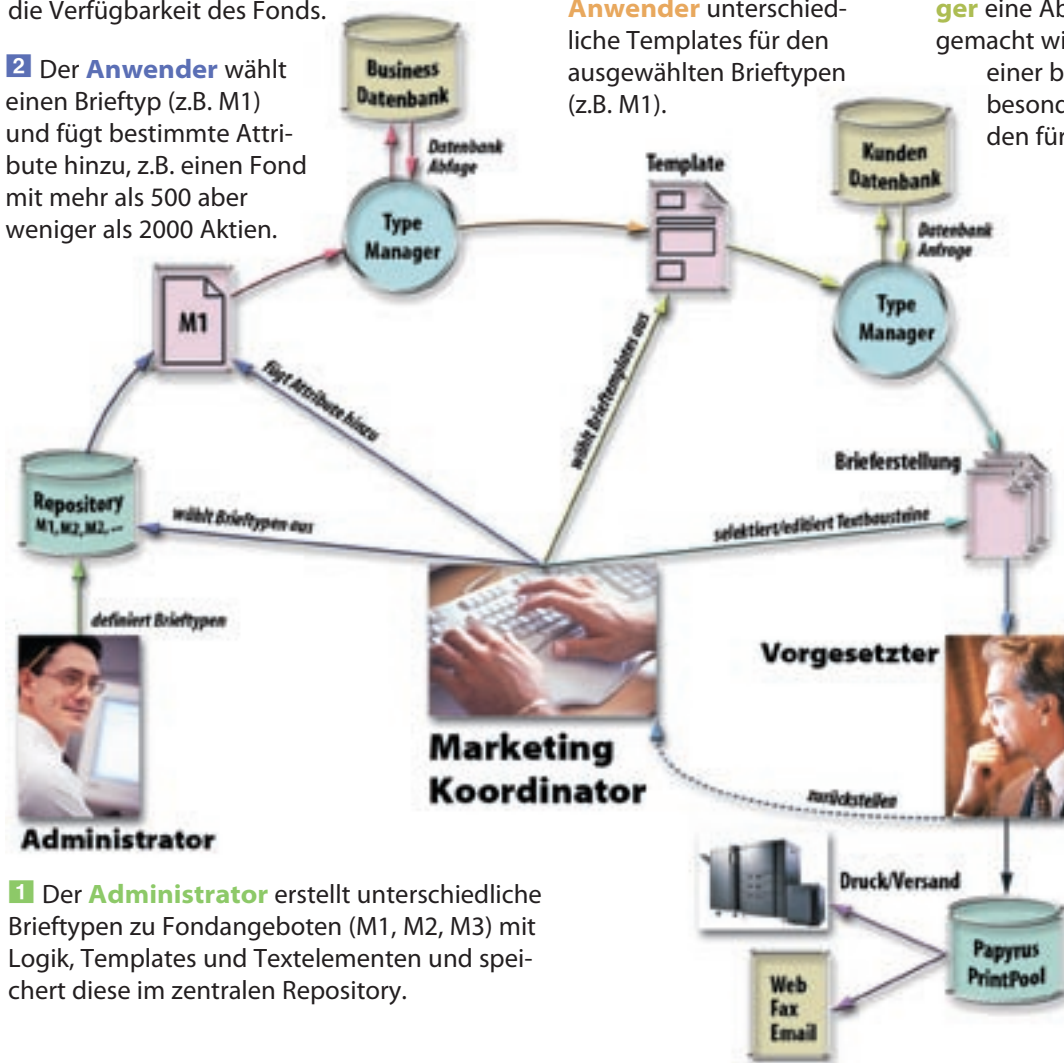 die Verfügbarkeit des Fonds.
2 Der Anwender wählt
einen Brieftyp (z.B. M1)
und fügt bestimmte Attri-
bute hinzu, z.B. einen Fond
mit mehr als 500 aber
weniger als 2000 Aktien.
Anwender unterschied-
liche Templates für den
ausgewählten Brieftypen
(z.B. M1).
ger eine Ab
gemacht wi
einer b
besond
den für
Business
Datenbank
Datenbank
Abfage
Type
Manager
Template
Kunden
Datenbank
Datenbank
Anfrage
Type
Manager
M1
fügt Attribute hinzu
wählt Brieftemplates aus
Brieferstellung
Repository
M1, M2, M2, ...
wählt Brieftypen aus
selektiert/editiert Textbausteine
definiert Brieftypen
Vorgesetzter
Marketing
Koordinator
zurückstellen
Administrator
1 Der Administrator erstellt unterschiedliche
Brieftypen zu Fondangeboten (M1, M2, M3) mit
Logik, Templates und Textelementen und spei-
chert diese im zentralen Repository.
Druck/Versand
Papyrus
PrintPool
Web
Fax
Email